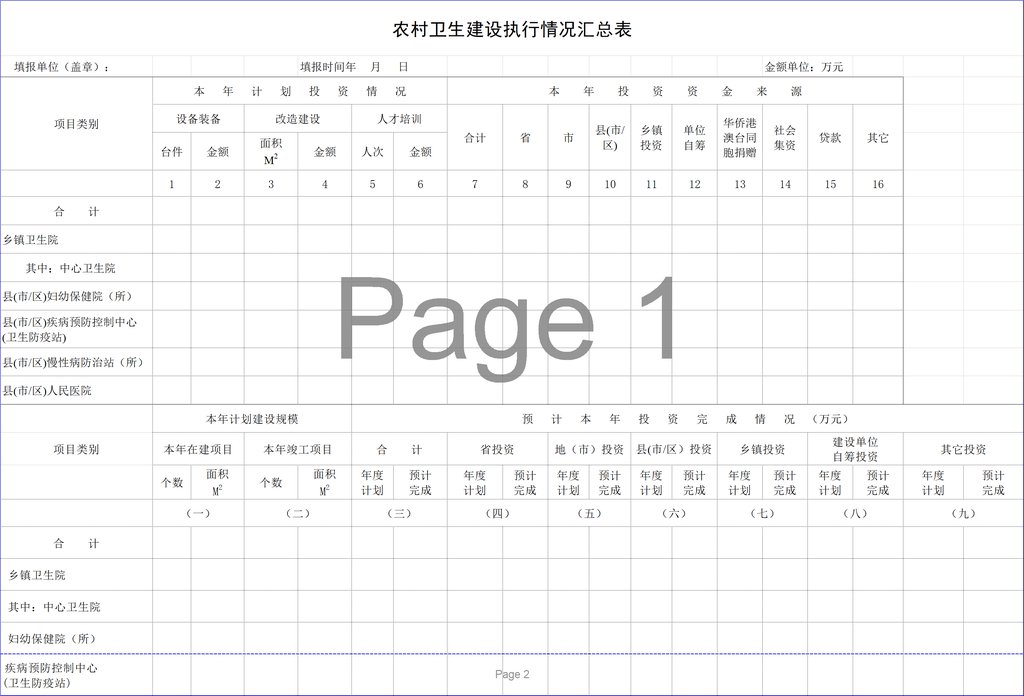 农村卫生建设执行情况汇总表
填报单位（盖章）： 填报时间年 月 日 金额单位：万元
项目类别 本 年 计 划 投 资 情 况 本 年 投 资 资 金 来 源
设备装备 改造建设 人才培训 合计 省 市 县(市/区) 乡镇投资 单位自筹 华侨港澳台同胞捐赠 社会集资 贷款 其它
台件 金额 面积M² 金额 人次 金额
1 2 3 4 5 6 7 8 9 10 11 12 13 14 15 16
合 计
乡镇卫生院
其中：中心卫生院
县(市/区)妇幼保健院（所）
县(市/区)疾病预防控制中心
(卫生防疫站)
县(市/区)慢性病防治站（所）
县(市/区)人民医院
Page 1
项目类别 本年计划建设规模 预 计 本 年 投 资 完 成 情 况 （万元）
本年在建项目 本年竣工项目 合 计 省投资 地（市）投资 县(市/区）投资 乡镇投资 建设单位自筹投资 其它投资
个数 面积M² 个数 面积M² 年度计划 预计完成 年度计划 预计完成 年度计划 预计完成 年度计划 预计完成 年度计划 预计完成 年度计划 预计完成 年度计划 预计完成
（一） （二） （三） （四） （五） （六） （七） （八） （九）
合 计
乡镇卫生院
其中：中心卫生院
妇幼保健院（所）
疾病预防控制中心
(卫生防疫站)
Page 2